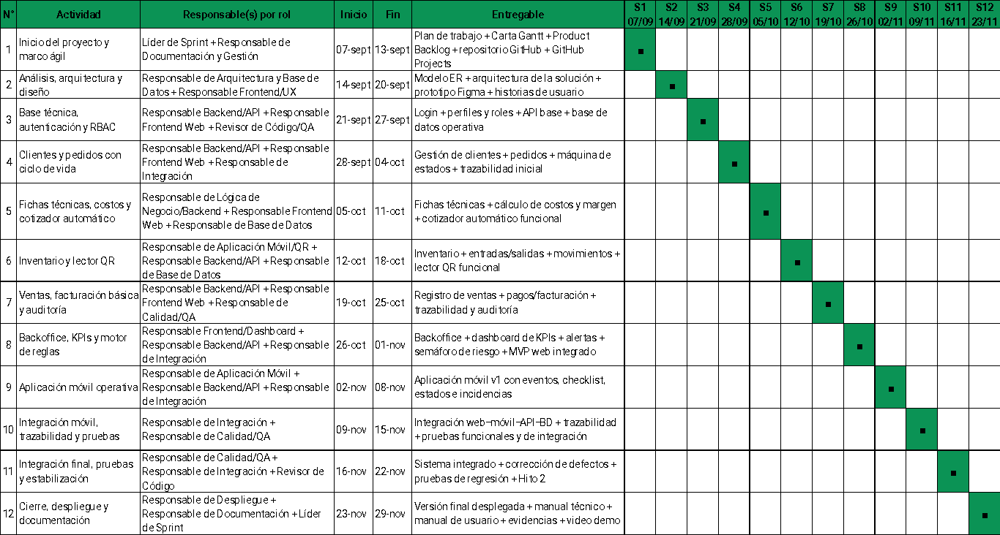 N° Actividad Responsable(s) por rol Inicio Fin Entregable S1 S2 S3 S4 S5 S6 S7 S8 S9 S10 S11 S12
07/09 14/09 21/09 28/09 05/10 12/10 19/10 26/10 02/11 09/11 16/11 23/11
1
Inicio del proyecto y
marco ágil
Líder de Sprint + Responsable de
Documentación y Gestión
07-sept
13-sept
Plan de trabajo + Carta Gantt + Product
Backlog + repositorio GitHub + GitHub
Projects
2
Análisis, arquitectura y
diseño
Responsable de Arquitectura y Base de
Datos + Responsable Frontend/UX
14-sept
20-sept
Modelo ER + arquitectura de la solución +
prototipo Figma + historias de usuario
3
Base técnica,
autenticación y RBAC
Responsable Backend/API + Responsable
Frontend Web + Revisor de Código/QA
21-sept
27-sept
Login + perfiles y roles + API base + base de
datos operativa
4
Clientes y pedidos con
ciclo de vida
Responsable Backend/API + Responsable
Frontend Web + Responsable de
Integración
28-sept
04-oct
Gestión de clientes + pedidos + máquina de
estados + trazabilidad inicial
5
Fichas técnicas, costos y
cotizador automático
Responsable de Lógica de
Negocio/Backend + Responsable Frontend
Web + Responsable de Base de Datos
05-oct
11-oct
Fichas técnicas + cálculo de costos y margen
+ cotizador automático funcional
6
Inventario y lector QR
Responsable de Aplicación Móvil/QR +
Responsable Backend/API + Responsable
de Base de Datos
12-oct
18-oct
Inventario + entradas/salidas + movimientos +
lector QR funcional
7
Ventas, facturación básica
y auditoría
Responsable Backend/API + Responsable
Frontend Web + Responsable de
Calidad/QA
19-oct
25-oct
Registro de ventas + pagos/facturación +
trazabilidad y auditoría
8
Backoffice, KPIs y motor
de reglas
Responsable Frontend/Dashboard +
Responsable Backend/API + Responsable
de Integración
26-oct
01-nov
Backoffice + dashboard de KPIs + alertas +
semáforo de riesgo + MVP web integrado
9
Aplicación móvil operativa
Responsable de Aplicación Móvil +
Responsable Backend/API + Responsable
de Integración
02-nov
08-nov
Aplicación móvil v1 con eventos, checklist,
estados e incidencias
10
Integración móvil,
trazabilidad y pruebas
Responsable de Integración +
Responsable de Calidad/QA
09-nov
15-nov
Integración web–móvil–API–BD + trazabilidad
+ pruebas funcionales y de integración
11
Integración final, pruebas
y estabilización
Responsable de Calidad/QA +
Responsable de Integración + Revisor de
Código
16-nov
22-nov
Sistema integrado + corrección de defectos +
pruebas de regresión + Hito 2
12
Cierre, despliegue y
documentación
Responsable de Despliegue +
Responsable de Documentación + Líder
de Sprint
23-nov
29-nov
Versión final desplegada + manual técnico +
manual de usuario + evidencias + video demo